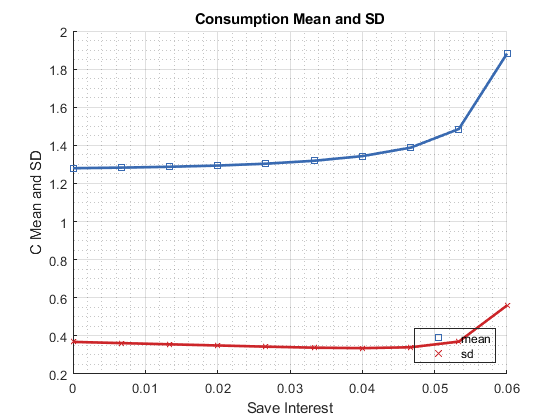 Consumption Mean and SD
C Mean and SD
2
1.8
1.6
1.4
1.2
1
0.8
0.6
0.4
0.2
mean
sd
0 0.01 0.02 0.03 0.04 0.05 0.06
Save Interest